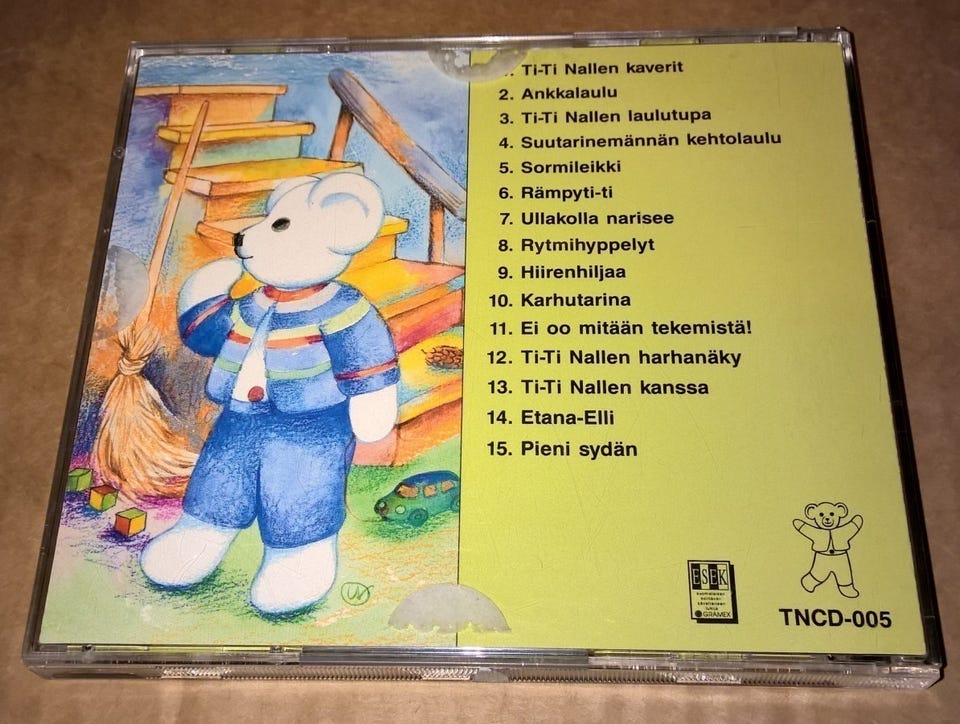 1. Ti-Ti Nallen kaverit
2. Ankkalaulu
3. Ti-Ti Nallen laulutupa
4. Suutarinemännän kehtolaulu
5. Sormileikki
6. Rämpyti-ti
7. Ullakolla narisee
8. Rytmihyppelyt
9. Hiirenhiljaa
10. Karhutarina
11. Ei oo mitään tekemistä!
12. Ti-Ti Nallen harhanäky
13. Ti-Ti Nallen kanssa
14. Etana-Elli
15. Pieni sydän
ESEK
GRAMEX
TNCD-005